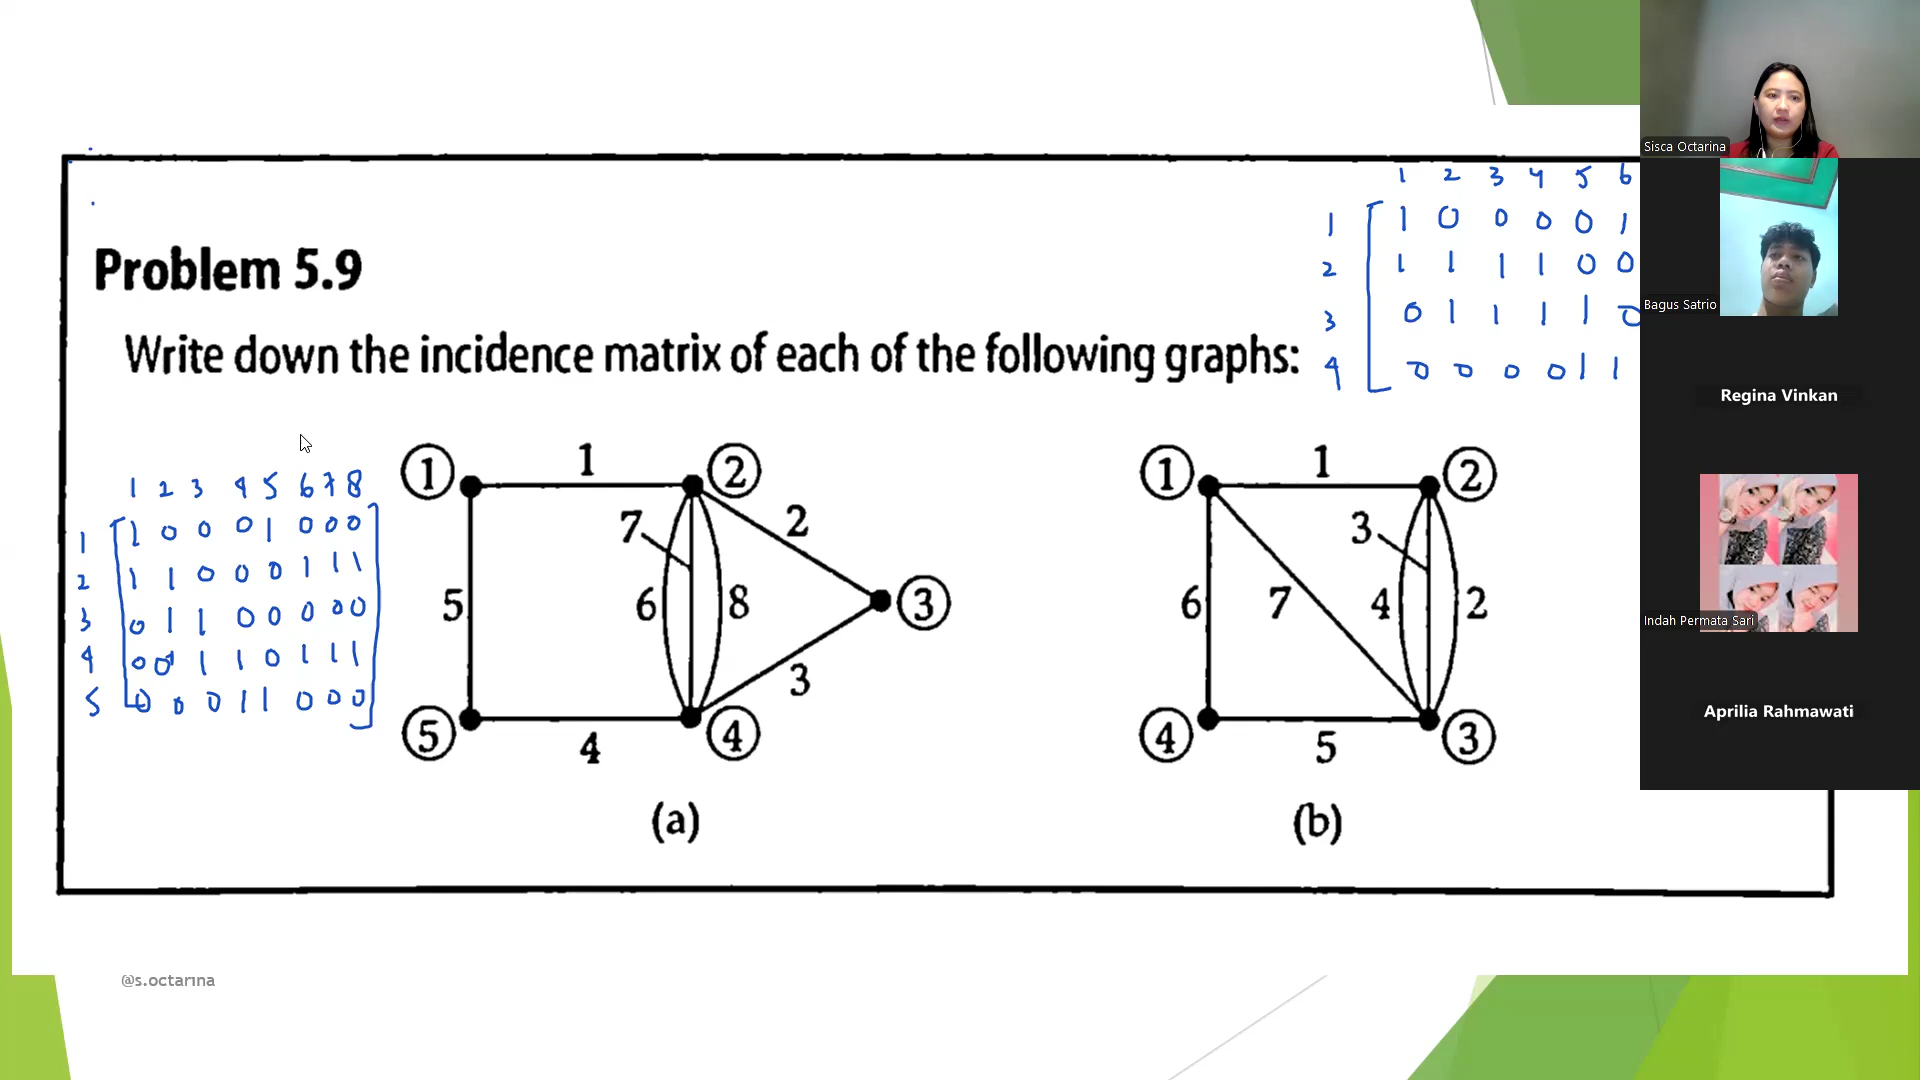 Problem 5.9
Write down the incidence matrix of each of the following graphs:
1 2 3 4 5 6
1 1 0 0 0 0 1
2 1 1 1 1 0 0
3 0 1 1 1 1 0
4 0 0 0 0 1 1
1 2 3 4 5 6 7 8
1 1 0 0 0 1 0 0 0
2 1 1 0 0 0 1 1 1
3 0 1 1 0 0 0 0 0
4 0 0 1 1 0 1 1 1
5 0 0 0 1 1 0 0 0
1 1 2
7 2
5 6 8 3
3
5 4 4
(a)
1 1 2
3
6 7 4 2
4 5 3
(b)
@s.octarina
Sisca Octarina
Bagus Satrio
Regina Vinkan
Indah Permata Sari
Aprilia Rahmawati